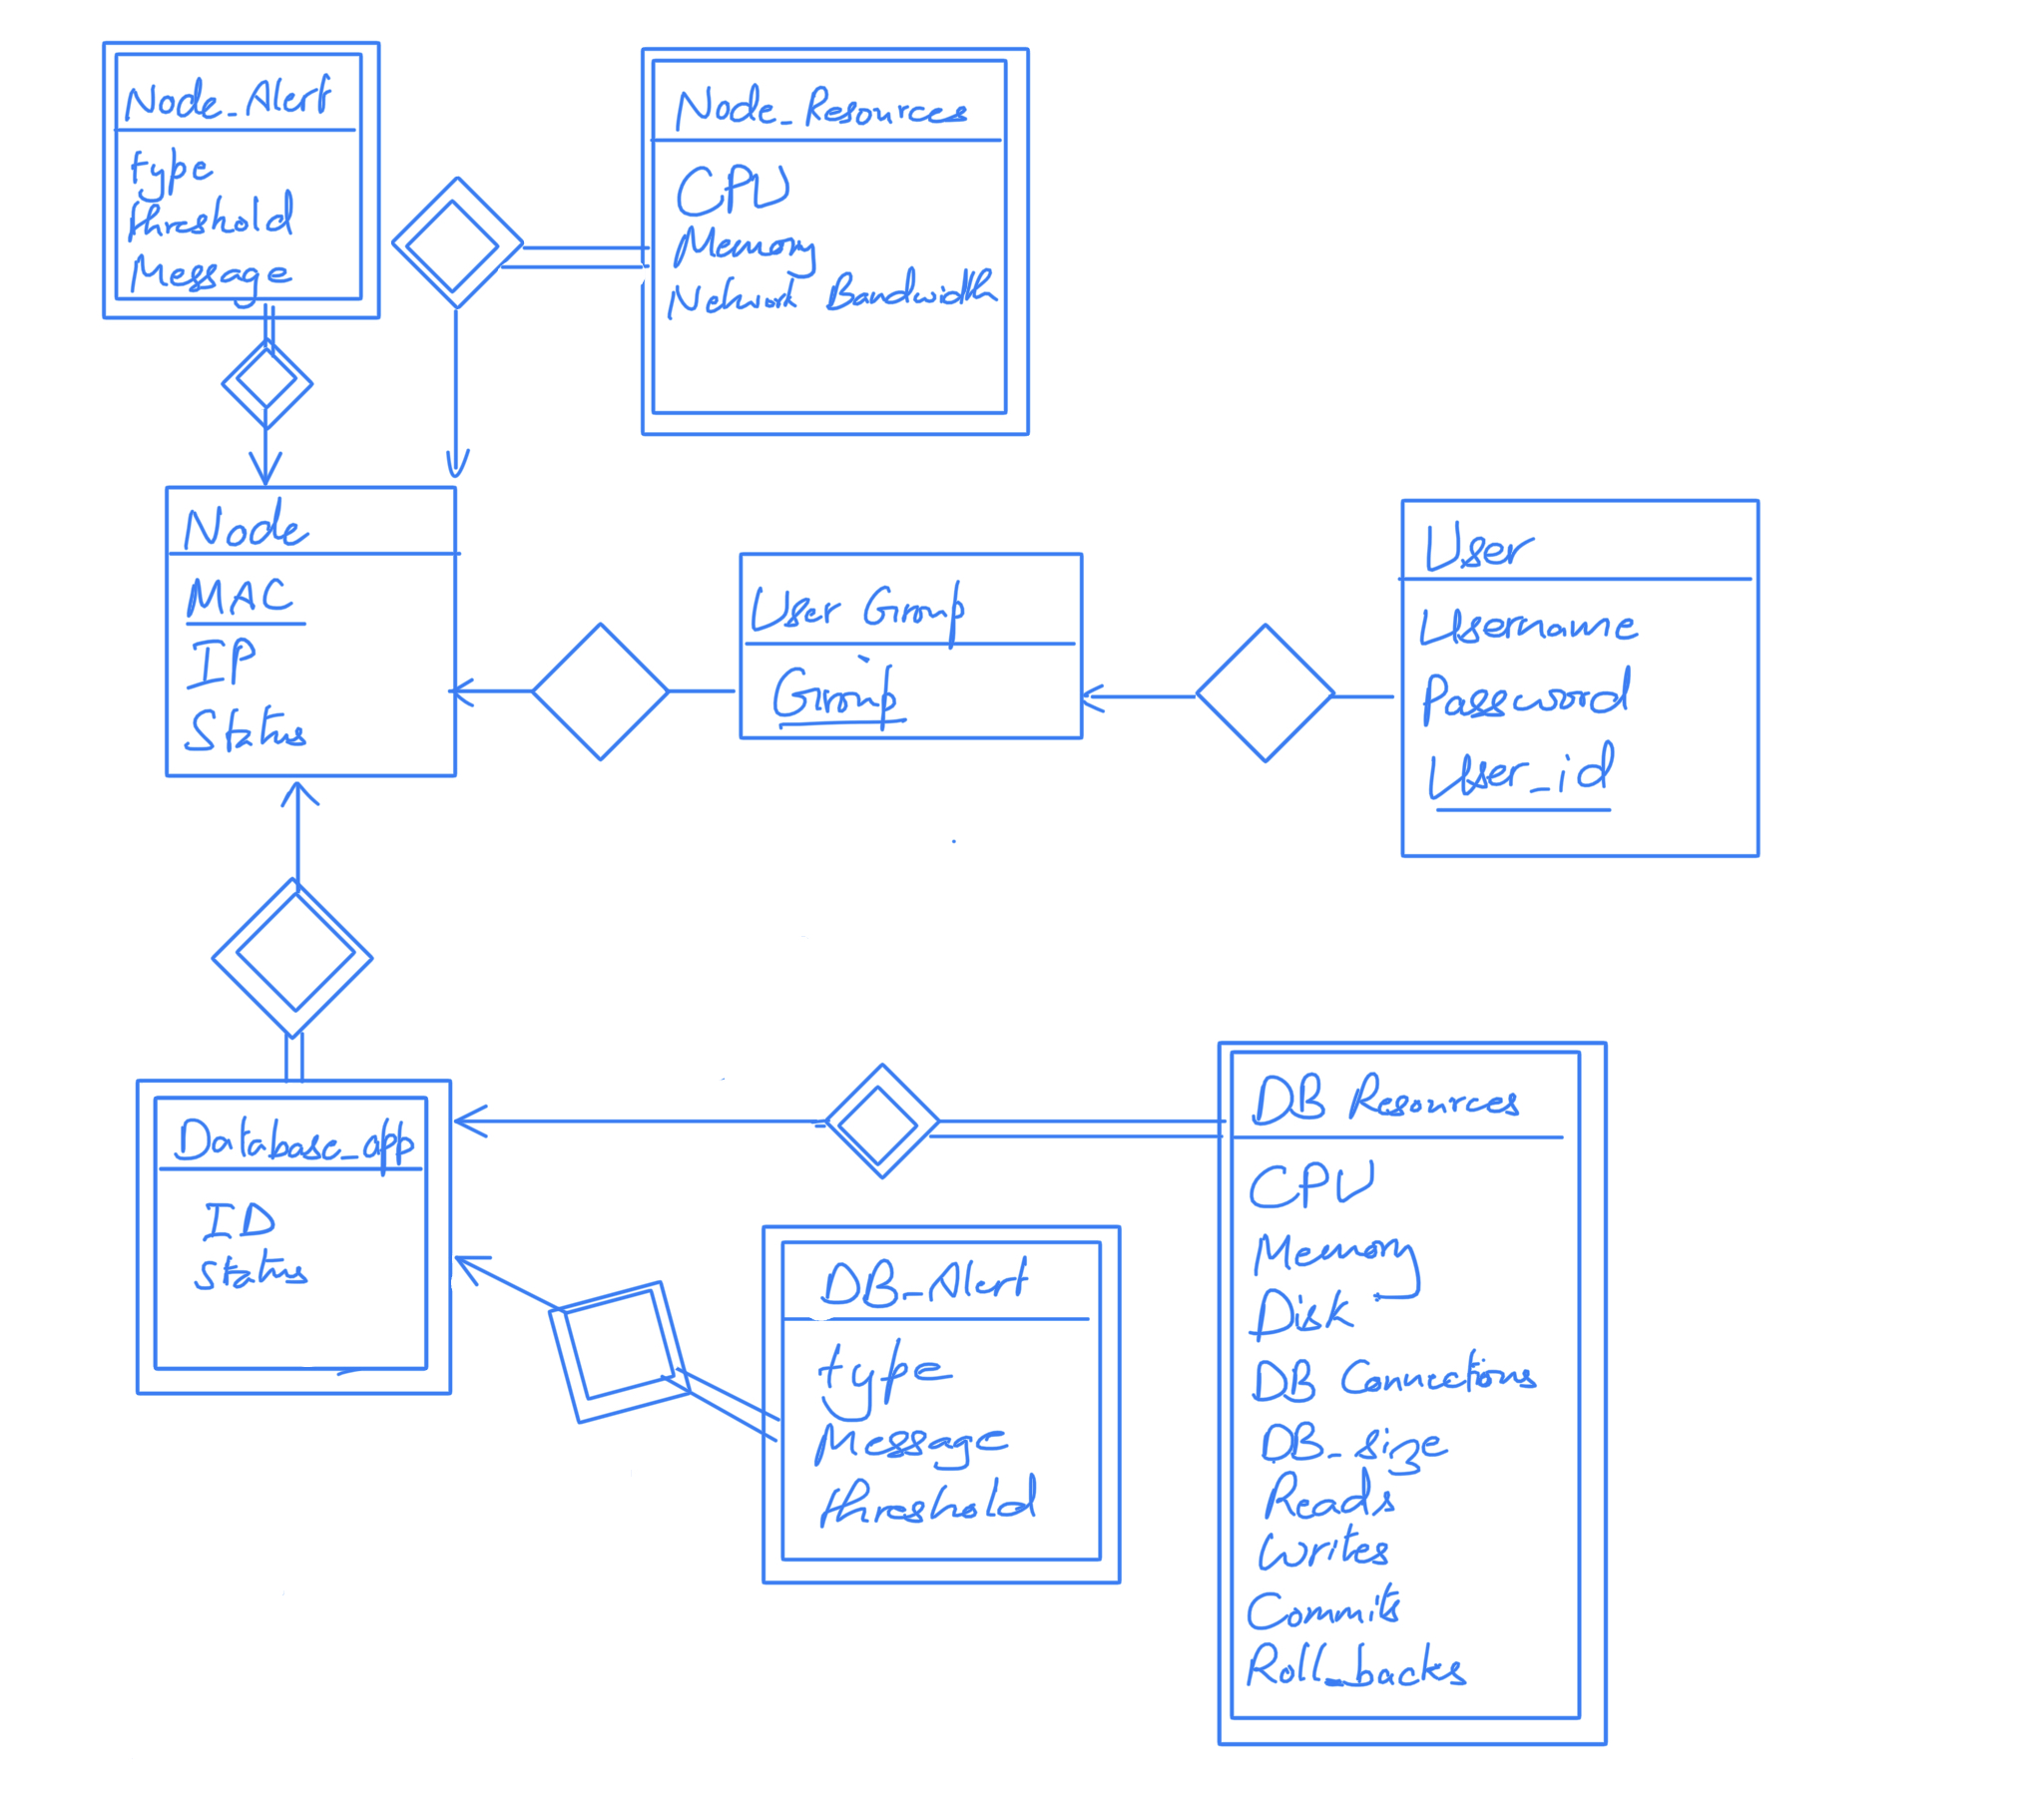 Node_Alert
type
threshold
Message
Node_Resources
CPU
Memory
Network Bandwidth
Node
MAC
IP
Status
User Group
Group
User
Username
Password
User_id
Database_app
ID
Status
DB_Alert
type
Message
threshold
DB Resources
CPU
Memory
Disk
DB Connections
DB_size
Reads
Writes
Commits
Roll_backs